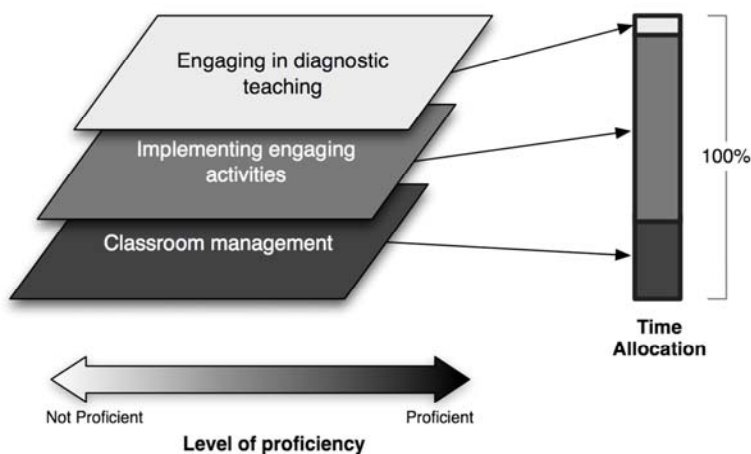 Engaging in diagnostic
teaching
Implementing engaging
activities
Classroom management
100%
Time
Allocation
Not Proficient
Proficient
Level of proficiency